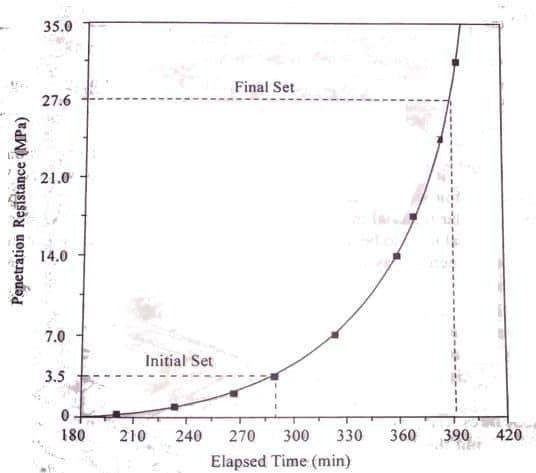 35.0
Final Set
27.6
21.0
14.0
7.0
Initial Set
3.5
0
180 210 240 270 300 330 360 390 420
Elapsed Time (min)
Penetration Resistance (MPa)